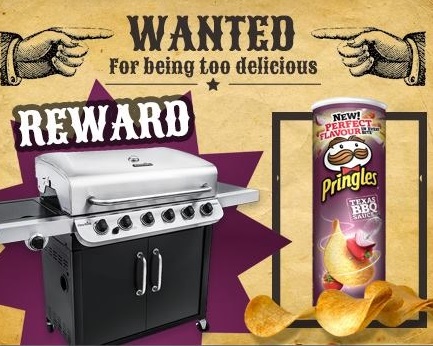 WANTED
For being too delicious
REWARD
NEW!
PERFECT
FLAVOUR
Pringles
TEXAS
BBQ
SAUCE